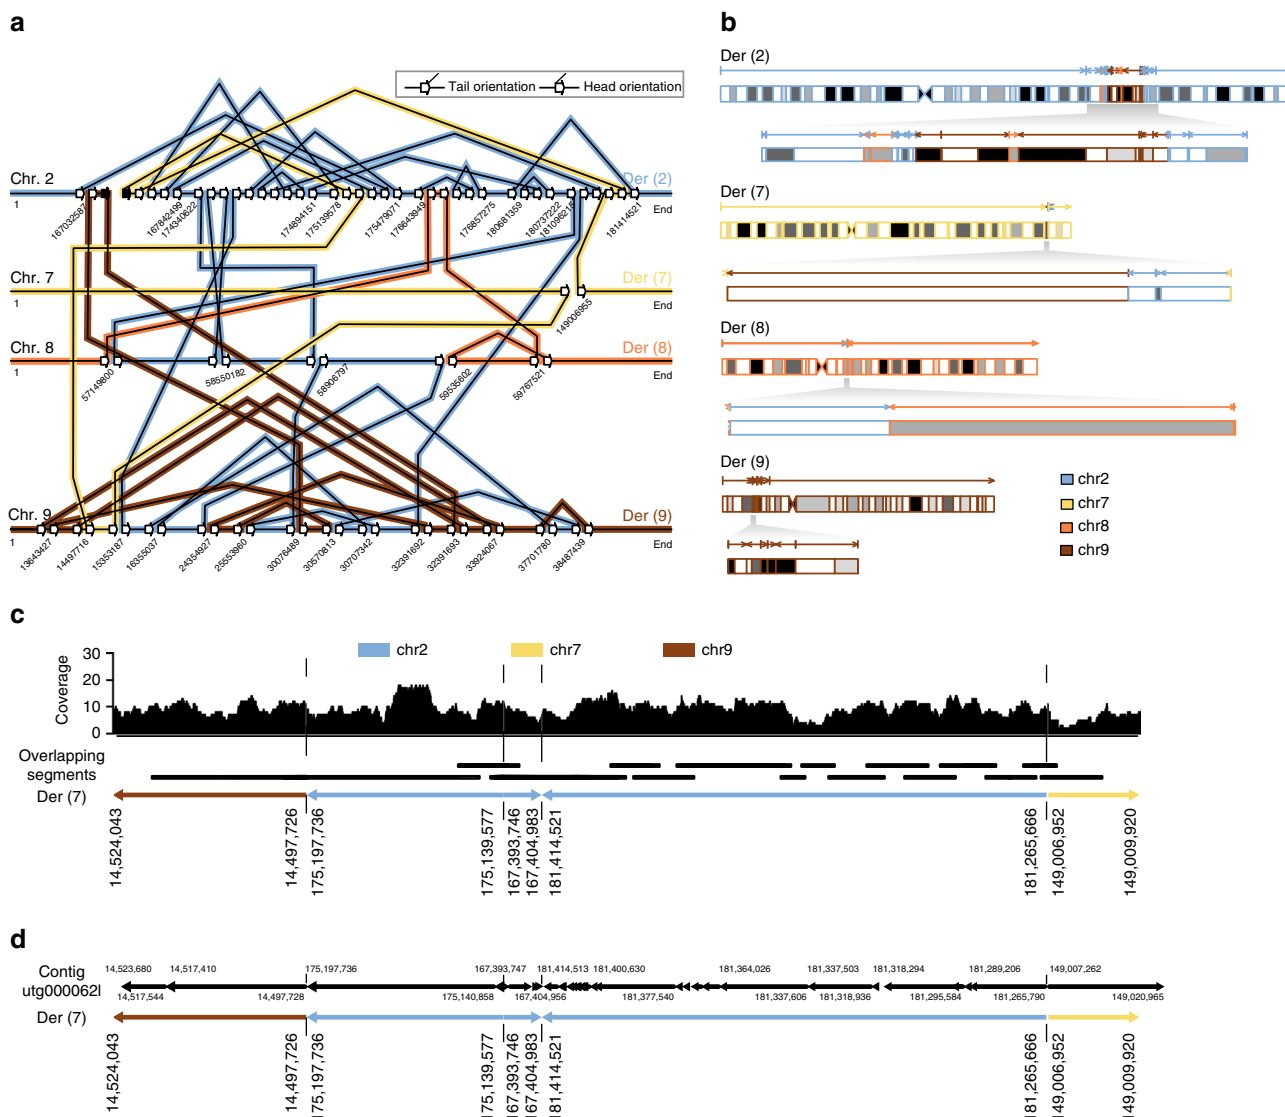 a
Tail orientation
Head orientation
Chr. 2
Der (2)
1
End
167032587
167842499
174340622
174894151
175139578
175479071
176643949
176857275
180681359
180737222
181096215
181414521
Chr. 7
Der (7)
1
End
149006955
Chr. 8
Der (8)
1
End
57149800
58550182
58906797
59535602
59767521
Chr. 9
Der (9)
1
End
13643427
14497716
15353187
16355037
24354927
25553960
30076489
30570813
30707342
32391692
32391693
33924067
37701780
38487439
b
Der (2)
Der (7)
Der (8)
Der (9)
chr2
chr7
chr8
chr9
c
chr2
chr7
chr9
Coverage
30
20
10
0
Overlapping
segments
Der (7)
14,524,043
14,497,726
175,197,736
175,139,577
167,393,746
167,404,983
181,414,521
181,265,666
149,006,952
149,009,920
d
Contig
utg000062l
14,523,680
14,517,410
175,197,736
167,393,747
181,414,513
181,400,630
181,364,026
181,337,503
181,318,294
181,289,206
149,007,262
14,517,544
14,497,728
175,140,858
167,404,956
181,377,540
181,337,606
181,318,936
181,295,584
181,265,790
149,020,965
Der (7)
14,524,043
14,497,726
175,197,736
175,139,577
167,393,746
167,404,983
181,414,521
181,265,666
149,006,952
149,009,920